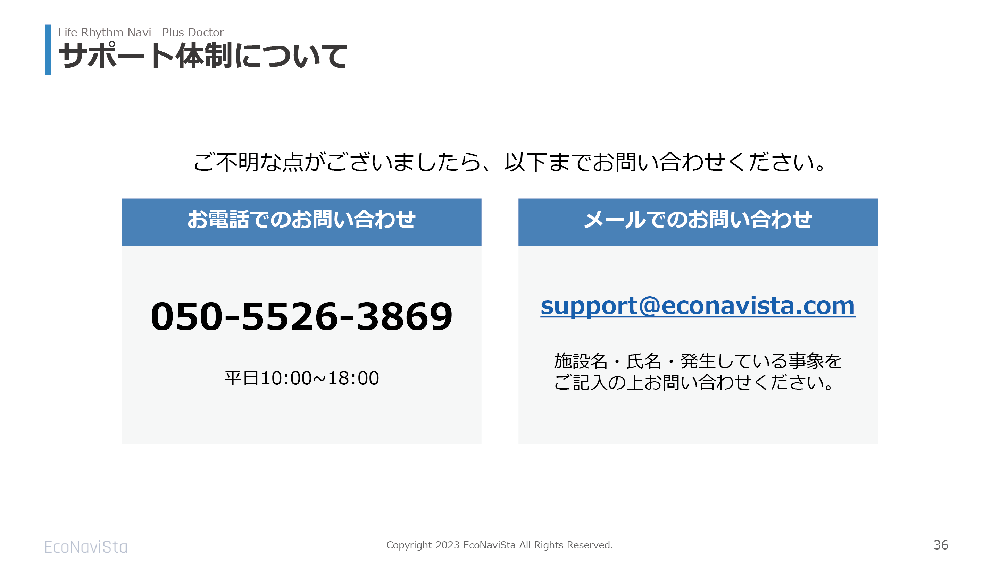 Life Rhythm Navi　Plus Doctor
サポート体制について
ご不明な点がございましたら、以下までお問い合わせください。
お電話でのお問い合わせ
050-5526-3869
平日10:00~18:00
メールでのお問い合わせ
support@econavista.com
施設名・氏名・発生している事象を
ご記入の上お問い合わせください。
EcoNaviSta
Copyright 2023 EcoNaviSta All Rights Reserved.
36